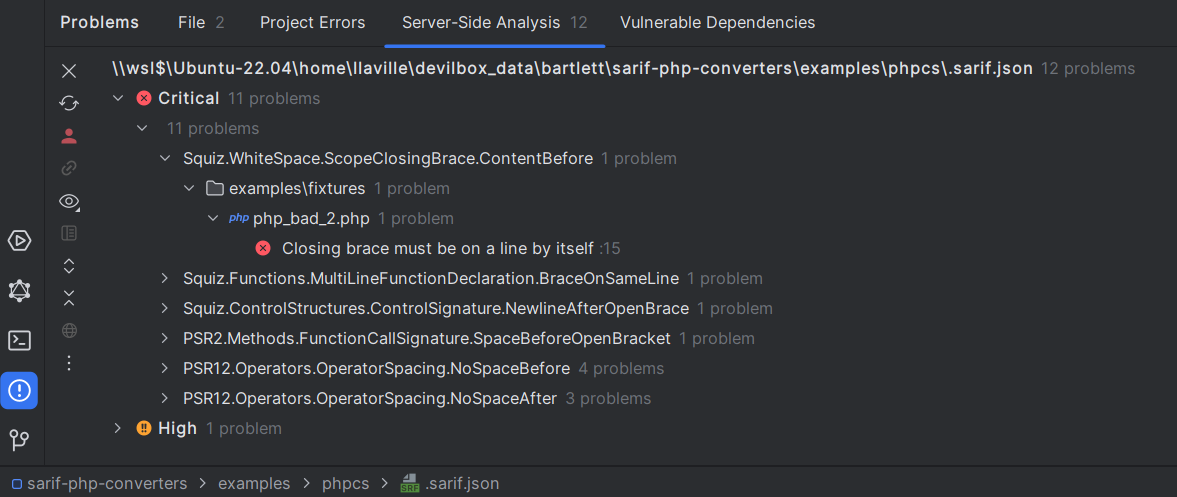 Problems File 2 Project Errors Server-Side Analysis 12 Vulnerable Dependencies
\\wsl$\Ubuntu-22.04\home\llaville\devilbox_data\bartlett\sarif-php-converters\examples\phpcs\.sarif.json 12 problems
Critical 11 problems
11 problems
Squiz.WhiteSpace.ScopeClosingBrace.ContentBefore 1 problem
examples\fixtures 1 problem
php php_bad_2.php 1 problem
Closing brace must be on a line by itself :15
Squiz.Functions.MultiLineFunctionDeclaration.BraceOnSameLine 1 problem
Squiz.ControlStructures.ControlSignature.NewlineAfterOpenBrace 1 problem
PSR2.Methods.FunctionCallSignature.SpaceBeforeOpenBracket 1 problem
PSR12.Operators.OperatorSpacing.NoSpaceBefore 4 problems
PSR12.Operators.OperatorSpacing.NoSpaceAfter 3 problems
High 1 problem
sarif-php-converters > examples > phpcs > SRF .sarif.json